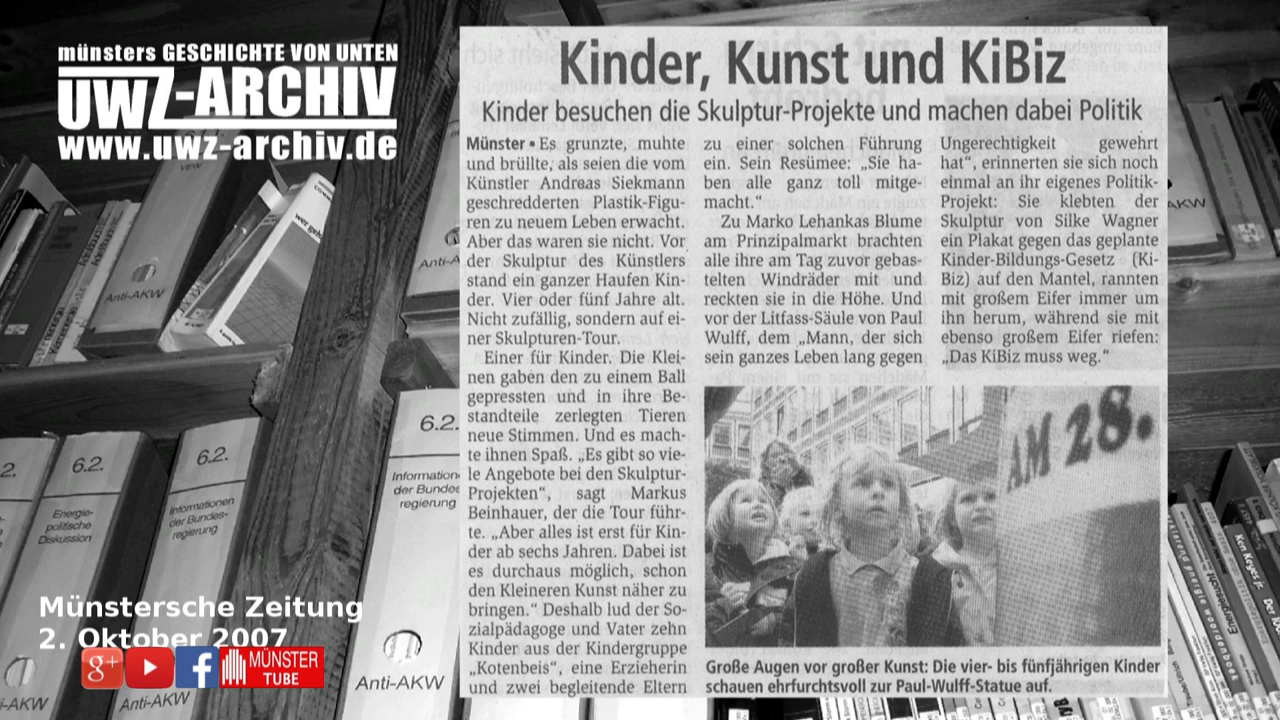 münsters GESCHICHTE VON UNTEN
UWZ-ARCHIV
www.uwz-archiv.de
Kinder, Kunst und KiBiz
Kinder besuchen die Skulptur-Projekte und machen dabei Politik
Münster ▪ Es grunzte, muhte
und brüllte, als seien die vom
Künstler Andreas Siekmann
geschredderten Plastik-Figu-
ren zu neuem Leben erwacht.
Aber das waren sie nicht. Vor
der Skulptur des Künstlers
stand ein ganzer Haufen Kin-
der. Vier oder fünf Jahre alt.
Nicht zufällig, sondern auf ei-
ner Skulpturen-Tour.
Einer für Kinder. Die Klei-
nen gaben den zu einem Ball
gepressten und in ihre Be-
standteile zerlegten Tieren
neue Stimmen. Und es mach-
te ihnen Spaß. „Es gibt so vie-
le Angebote bei den Skulptur-
Projekten“, sagt Markus
Beinhauer, der die Tour führ-
te. „Aber alles ist erst für Kin-
der ab sechs Jahren. Dabei ist
es durchaus möglich, schon
den Kleineren Kunst näher zu
bringen.“ Deshalb lud der So-
zialpädagoge und Vater zehn
Kinder aus der Kindergruppe
„Kotenbeis“, eine Erzieherin
und zwei begleitende Eltern
zu einer solchen Führung
ein. Sein Resümee: „Sie ha-
ben alle ganz toll mitge-
macht.“
Zu Marko Lehankas Blume
am Prinzipalmarkt brachten
alle ihre am Tag zuvor gebas-
telten Windräder mit und
reckten sie in die Höhe. Und
vor der Litfass-Säule von Paul
Wulff, dem „Mann, der sich
sein ganzes Leben lang gegen
Ungerechtigkeit gewehrt
hat“, erinnerten sie sich noch
einmal an ihr eigenes Politik-
Projekt: Sie klebten der
Skulptur von Silke Wagner
ein Plakat gegen das geplante
Kinder-Bildungs-Gesetz (Ki-
Biz) auf den Mantel, rannten
mit großem Eifer immer um
ihn herum, während sie mit
ebenso großem Eifer riefen:
„Das KiBiz muss weg.“
AM 28.
Große Augen vor großer Kunst: Die vier- bis fünfjährigen Kinder
schauen ehrfurchtsvoll zur Paul-Wulff-Statue auf.
Anti-AKW
Anti-A
AKW
6.2.
Informationen
der Bundes
regierung
Anti-AKW
2.
6.2.
Energie-
politische
Diskussion
6.2.
Informationen
der Bundes-
regierung
Anti-AKW
-AKW
Ken Keyes jr.
Münstersche Zeitung
2. Oktober 2007
g+
f
MÜNSTER
TUBE